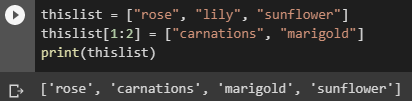 thislist = ["rose", "lily", "sunflower"]
thislist[1:2] = ["carnations", "marigold"]
print(thislist)
['rose', 'carnations', 'marigold', 'sunflower']